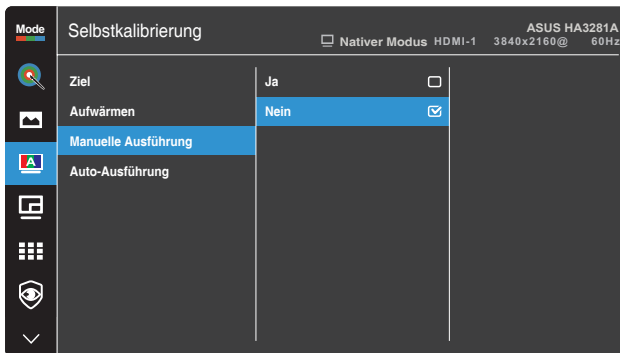 Mode
Selbstkalibrierung
Nativer Modus HDMI-1
ASUS HA3281A
3840x2160@ 60Hz
Ziel
Ja
Aufwärmen
Nein
Manuelle Ausführung
A
Auto-Ausführung